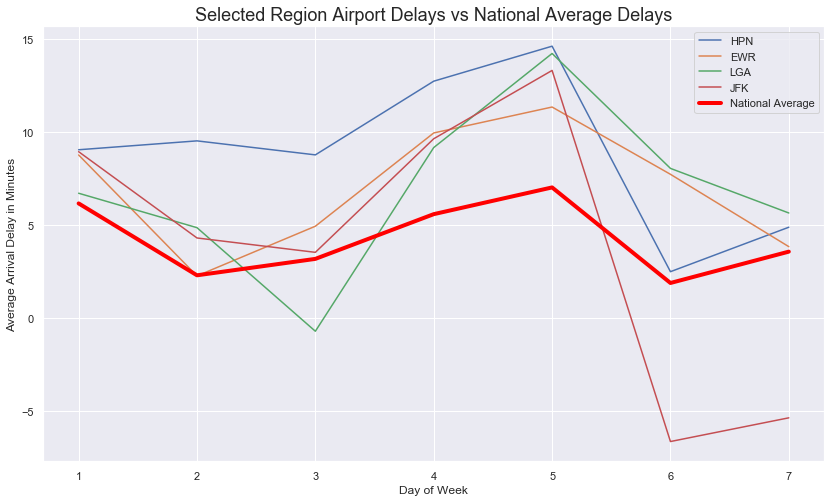 Selected Region Airport Delays vs National Average Delays
HPN
EWR
LGA
JFK
National Average
Average Arrival Delay in Minutes
15
10
5
0
−5
1 2 3 4 5 6 7
Day of Week